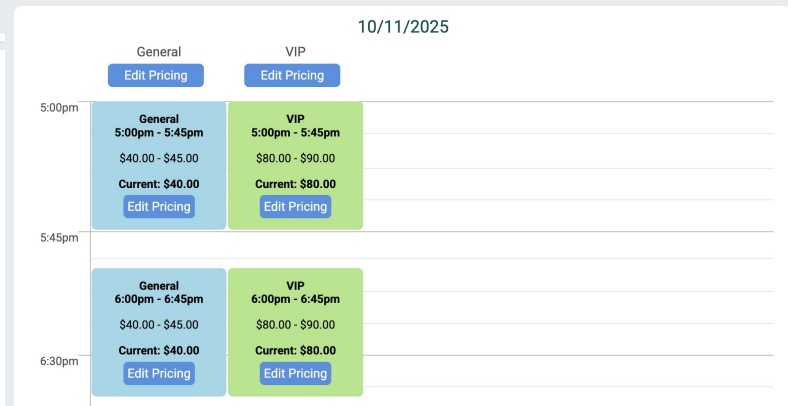 10/11/2025
General
VIP
Edit Pricing
Edit Pricing
5:00pm
General
5:00pm - 5:45pm
$40.00 - $45.00
Current: $40.00
Edit Pricing
VIP
5:00pm - 5:45pm
$80.00 - $90.00
Current: $80.00
Edit Pricing
5:45pm
General
6:00pm - 6:45pm
$40.00 - $45.00
Current: $40.00
Edit Pricing
VIP
6:00pm - 6:45pm
$80.00 - $90.00
Current: $80.00
Edit Pricing
6:30pm